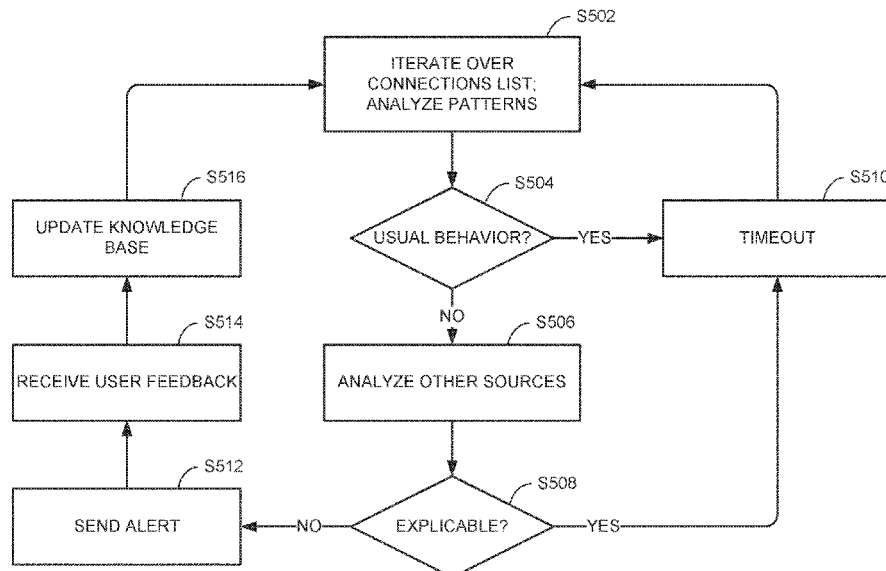 S502
ITERATE OVER
CONNECTIONS LIST;
ANALYZE PATTERNS
S516
UPDATE KNOWLEDGE
BASE
S504
USUAL BEHAVIOR?
YES
S510
TIMEOUT
NO
S514
RECEIVE USER FEEDBACK
S506
ANALYZE OTHER SOURCES
S512
SEND ALERT
NO
S508
EXPLICABLE?
YES